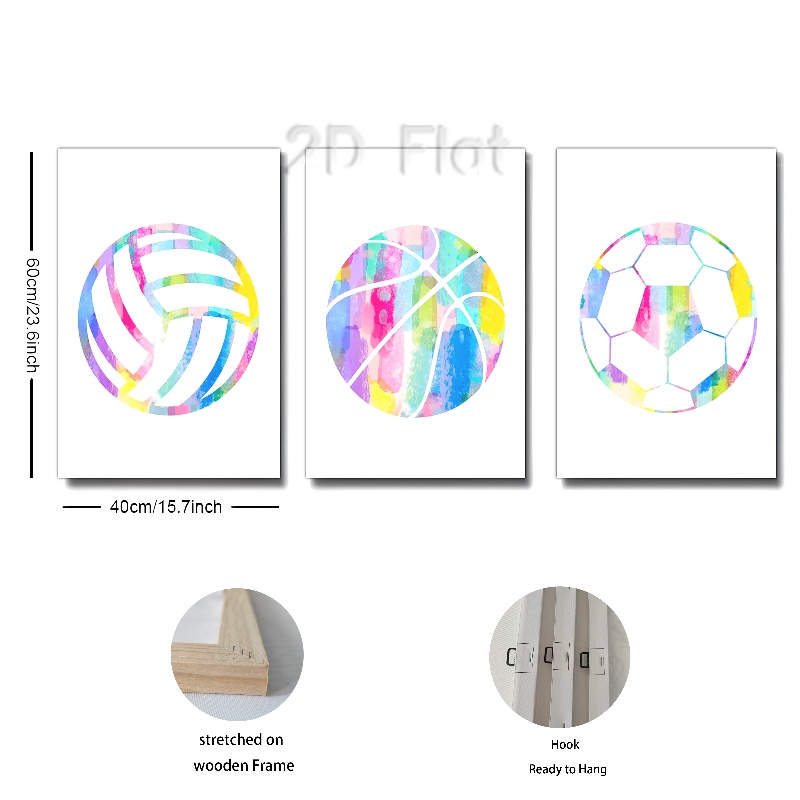 2D Flat
60cm/23.6inch
40cm/15.7inch
stretched on
wooden Frame
Hook
Ready to Hang